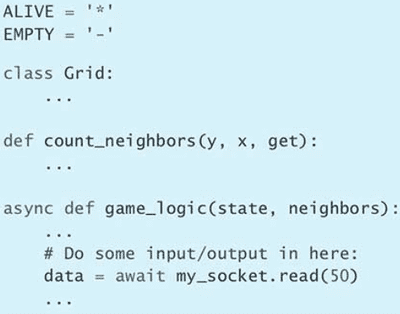 ALIVE = '*'
EMPTY = '-'
class Grid:
...
def count_neighbors(y, x, get):
...
async def game_logic(state, neighbors):
...
# Do some input/output in here:
data = await my_socket.read(50)
...